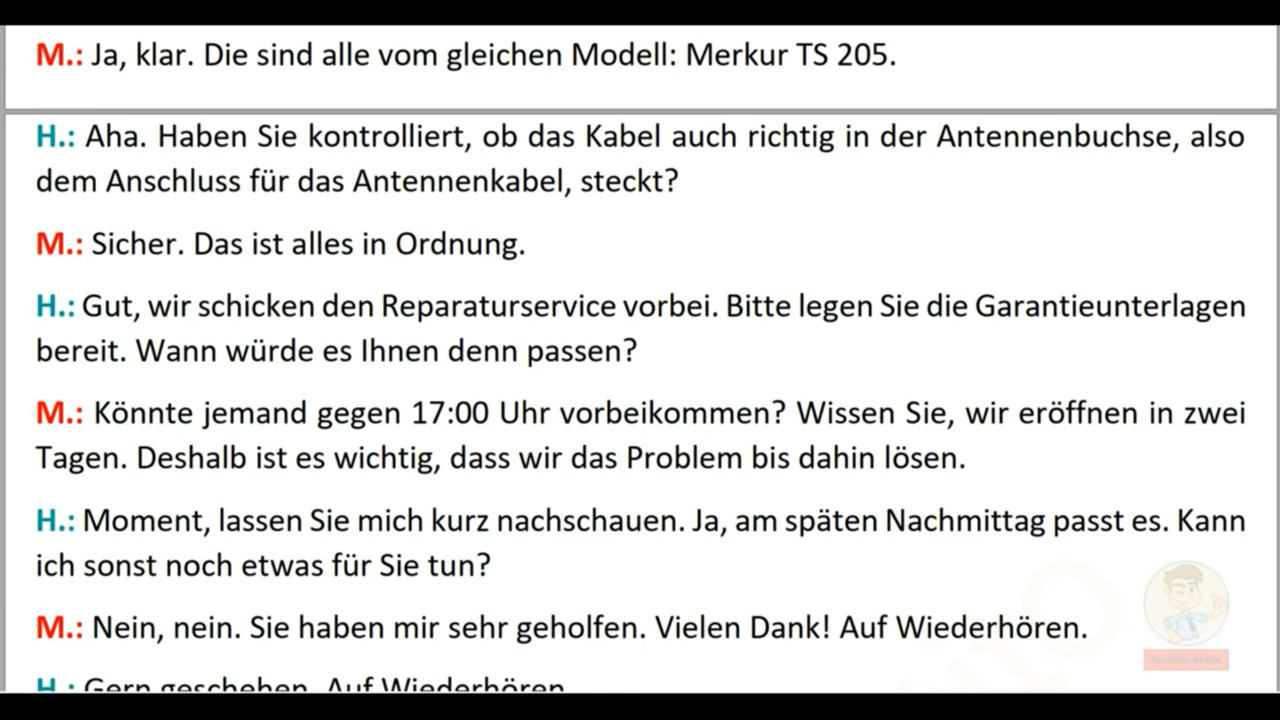 M.: Ja, klar. Die sind alle vom gleichen Modell: Merkur TS 205.
H.: Aha. Haben Sie kontrolliert, ob das Kabel auch richtig in der Antennenbuchse, also
dem Anschluss für das Antennenkabel, steckt?
M.: Sicher. Das ist alles in Ordnung.
H.: Gut, wir schicken den Reparaturservice vorbei. Bitte legen Sie die Garantieunterlagen
bereit. Wann würde es Ihnen denn passen?
M.: Könnte jemand gegen 17:00 Uhr vorbeikommen? Wissen Sie, wir eröffnen in zwei
Tagen. Deshalb ist es wichtig, dass wir das Problem bis dahin lösen.
H.: Moment, lassen Sie mich kurz nachschauen. Ja, am späten Nachmittag passt es. Kann
ich sonst noch etwas für Sie tun?
M.: Nein, nein. Sie haben mir sehr geholfen. Vielen Dank! Auf Wiederhören.
H.: Gern geschehen. Auf Wiederhören.